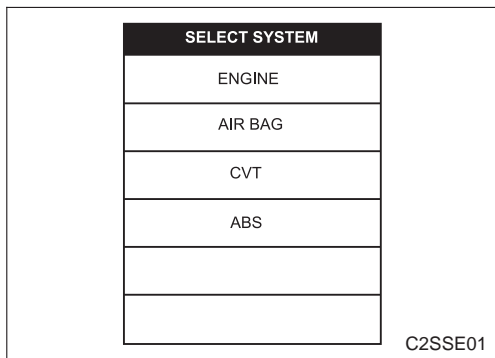 SELECT SYSTEM
ENGINE
AIR BAG
CVT
ABS
C2SSE01